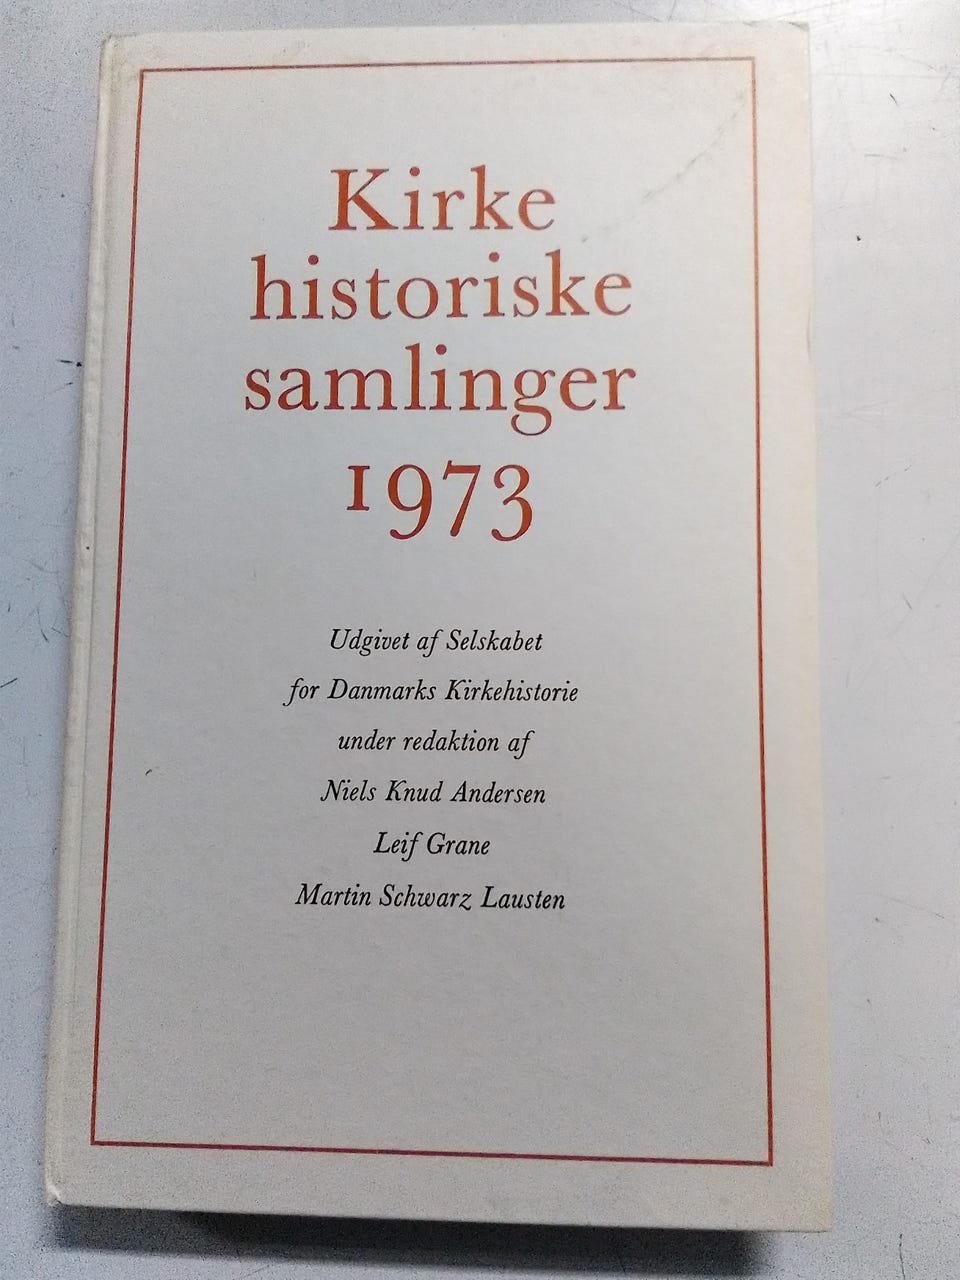 Kirke
historiske
samlinger
1973
Udgivet af Selskabet
for Danmarks Kirkehistorie
under redaktion af
Niels Knud Andersen
Leif Grane
Martin Schwarz Lausten